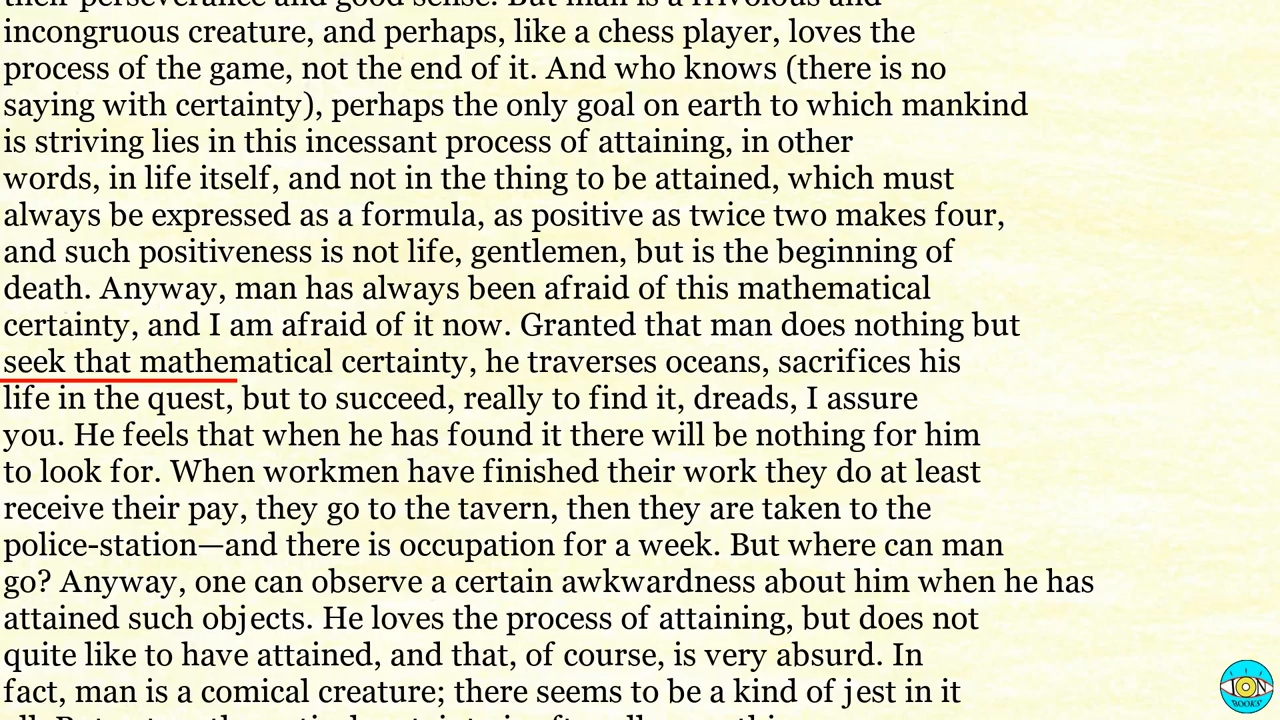 their perseverance and good sense. But man is a frivolous and
incongruous creature, and perhaps, like a chess player, loves the
process of the game, not the end of it. And who knows (there is no
saying with certainty), perhaps the only goal on earth to which mankind
is striving lies in this incessant process of attaining, in other
words, in life itself, and not in the thing to be attained, which must
always be expressed as a formula, as positive as twice two makes four,
and such positiveness is not life, gentlemen, but is the beginning of
death. Anyway, man has always been afraid of this mathematical
certainty, and I am afraid of it now. Granted that man does nothing but
seek that mathematical certainty, he traverses oceans, sacrifices his
life in the quest, but to succeed, really to find it, dreads, I assure
you. He feels that when he has found it there will be nothing for him
to look for. When workmen have finished their work they do at least
receive their pay, they go to the tavern, then they are taken to the
police-station—and there is occupation for a week. But where can man
go? Anyway, one can observe a certain awkwardness about him when he has
attained such objects. He loves the process of attaining, but does not
quite like to have attained, and that, of course, is very absurd. In
fact, man is a comical creature; there seems to be a kind of jest in it
ION
BOOKS